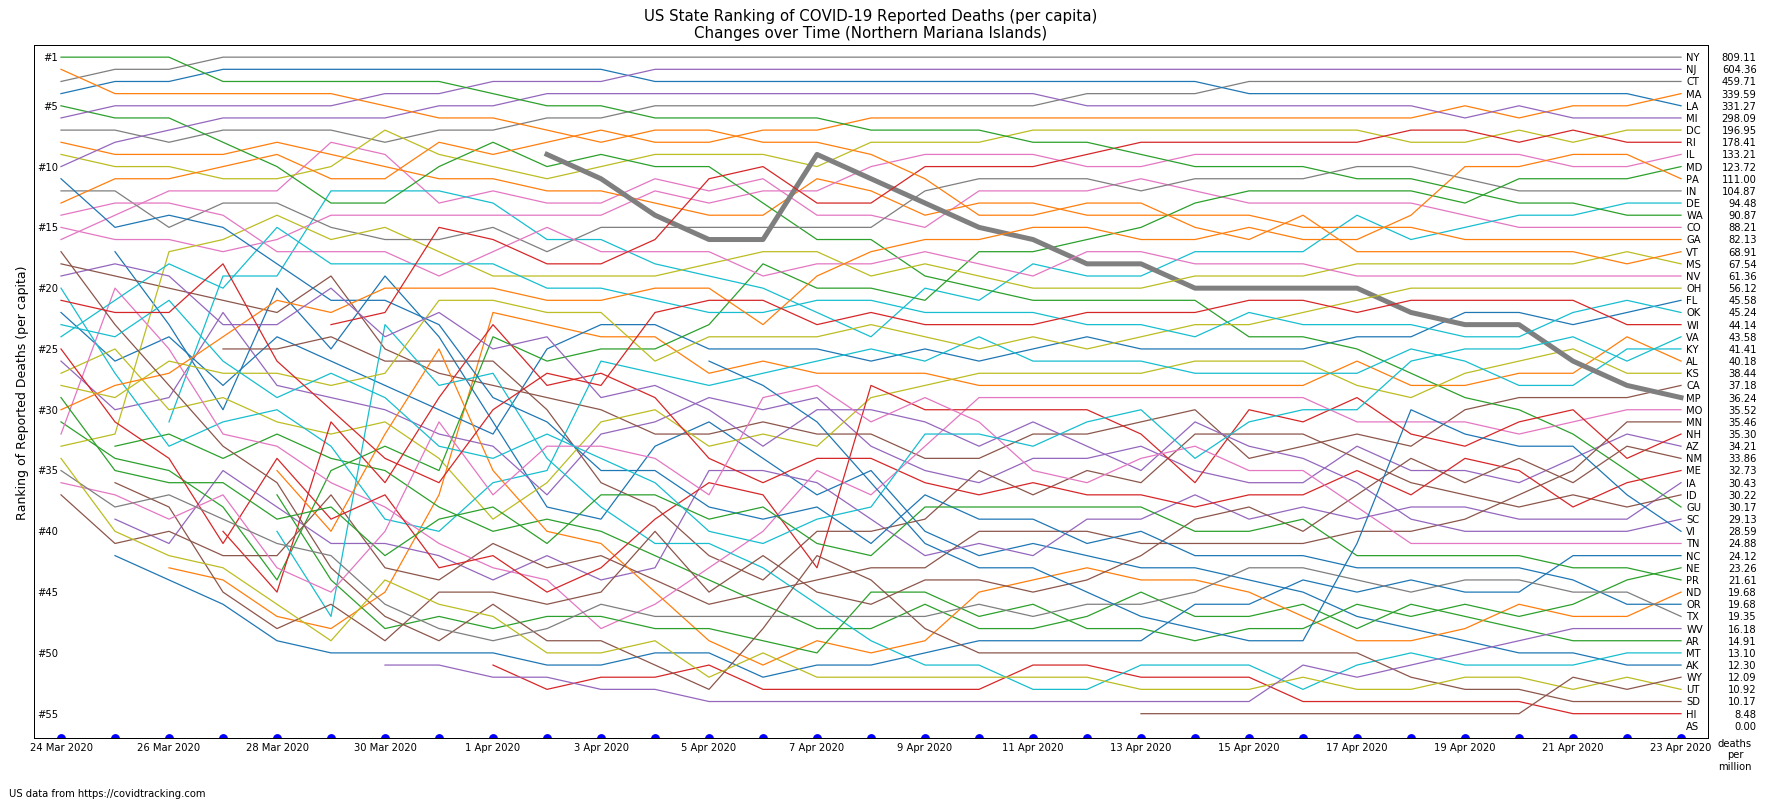 US State Ranking of COVID-19 Reported Deaths (per capita)
Changes over Time (Northern Mariana Islands)
Ranking of Reported Deaths (per capita)
#1
#5
#10
#15
#20
#25
#30
#35
#40
#45
#50
#55
NY 809.11
NJ 604.36
CT 459.71
MA 339.59
LA 331.27
MI 298.09
DC 196.95
RI 178.41
IL 133.21
MD 123.72
PA 111.00
IN 104.87
DE 94.48
WA 90.87
CO 88.21
GA 82.13
VT 68.91
MS 67.54
NV 61.36
OH 56.12
FL 45.58
OK 45.24
WI 44.14
VA 43.58
KY 41.41
AL 40.18
KS 38.44
CA 37.18
MP 36.24
MO 35.52
MN 35.46
NH 35.30
AZ 34.21
NM 33.86
ME 32.73
IA 30.43
ID 30.22
GU 30.17
SC 29.13
VI 28.59
TN 24.88
NC 24.12
NE 23.26
PR 21.61
ND 19.68
OR 19.68
TX 19.35
WV 16.18
AR 14.91
MT 13.10
AK 12.30
WY 12.09
UT 10.92
SD 10.17
HI 8.48
AS 0.00
24 Mar 2020 26 Mar 2020 28 Mar 2020 30 Mar 2020 1 Apr 2020 3 Apr 2020 5 Apr 2020 7 Apr 2020 9 Apr 2020 11 Apr 2020 13 Apr 2020 15 Apr 2020 17 Apr 2020 19 Apr 2020 21 Apr 2020 23 Apr 2020
deaths
per
million
US data from https://covidtracking.com